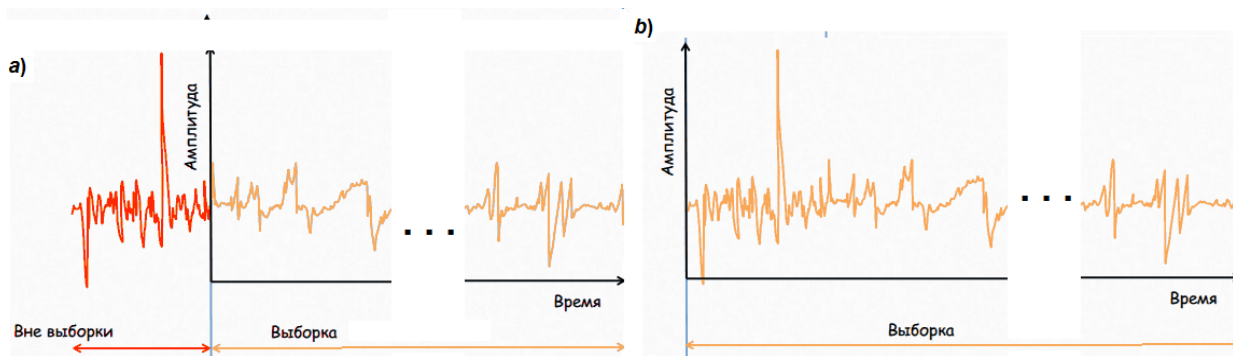 a)
Амплитуда
. . .
Время
Вне выборки
Выборка
b)
Амплитуда
. . .
Время
Выборка